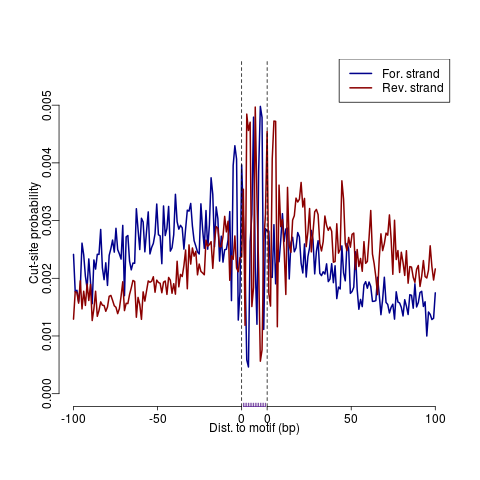 For. strand
Rev. strand
0.005
0.004
0.003
0.002
0.001
0.000
Cut-site probability
-100 -50 0 0 50 100
Dist. to motif (bp)